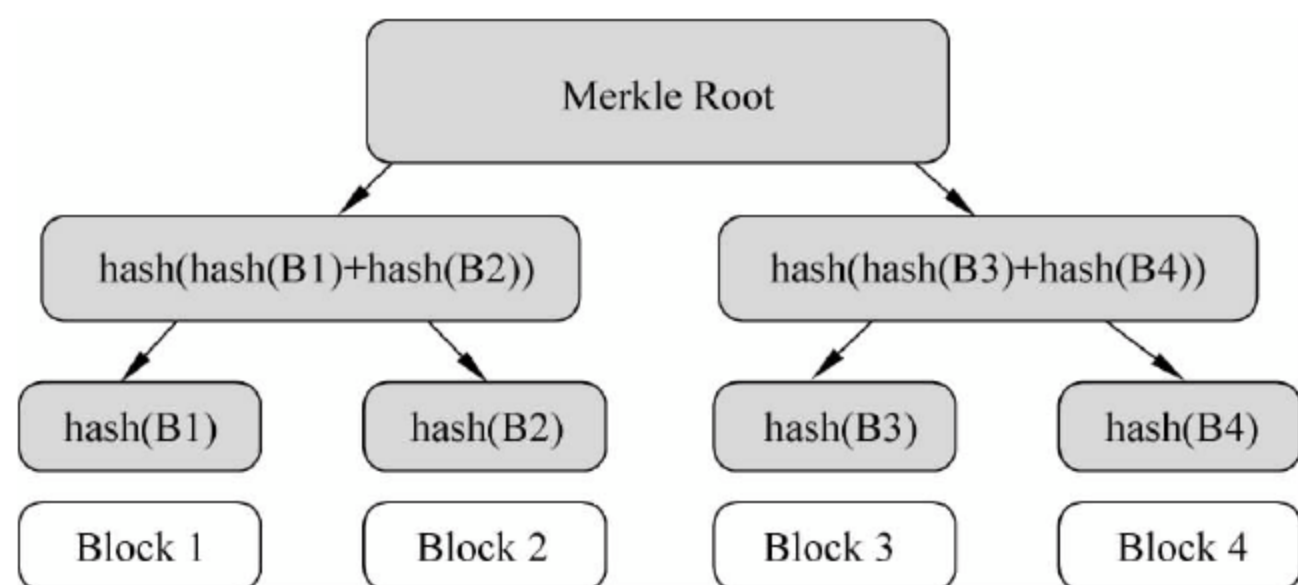 Merkle Root
hash(hash(B1)+hash(B2))
hash(hash(B3)+hash(B4))
hash(B1)
hash(B2)
hash(B3)
hash(B4)
Block 1
Block 2
Block 3
Block 4